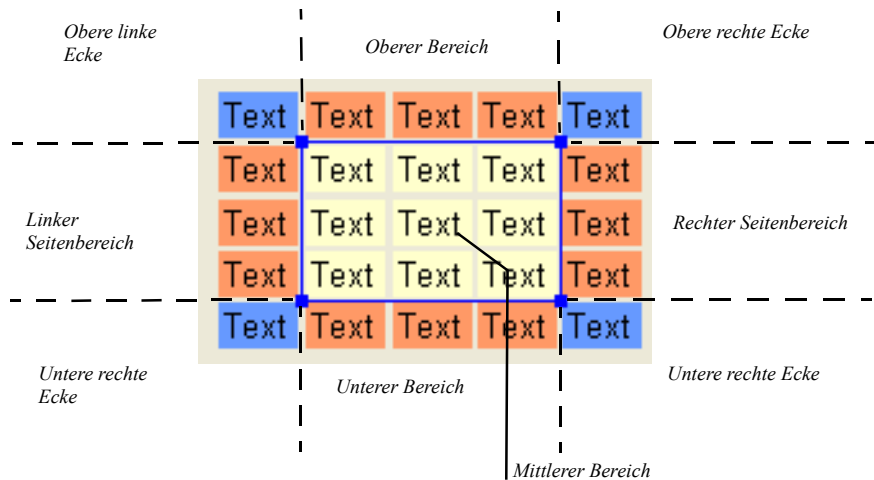 Obere linke
Ecke
Oberer Bereich
Obere rechte Ecke
Text Text Text Text Text
Text Text Text Text Text
Linker
Seitenbereich
Text Text Text Text Text
Rechter Seitenbereich
Text Text Text Text Text
Text Text Text Text Text
Untere rechte
Ecke
Unterer Bereich
Untere rechte Ecke
Mittlerer Bereich